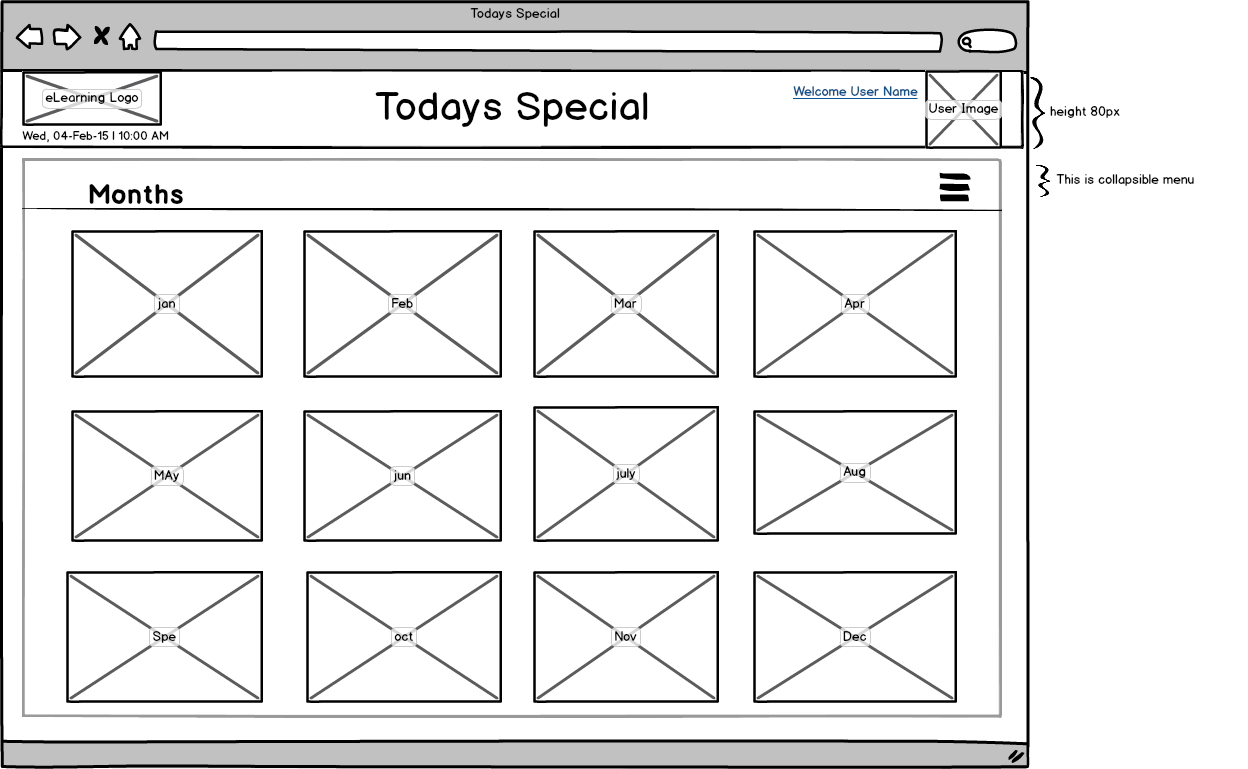 Todays Special
eLearning Logo
Todays Special
Welcome User Name
User Image
height 80px
Wed, 04-Feb-15 | 10:00 AM
This is collapsible menu
Months
jan
Feb
Mar
Apr
MAy
jun
july
Aug
Spe
oct
Nov
Dec